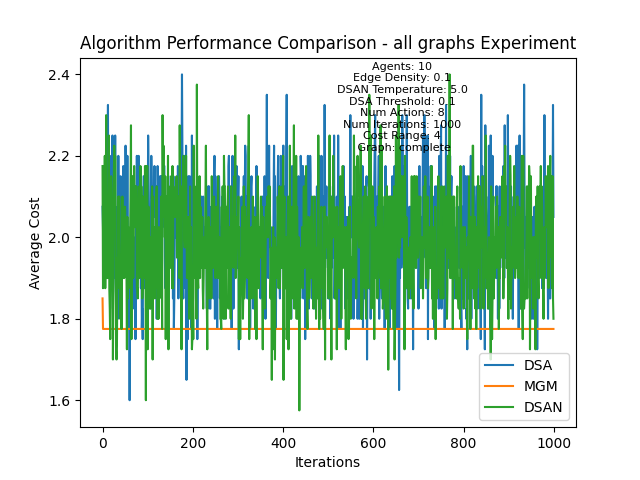 Algorithm Performance Comparison - all graphs Experiment
Agents: 10
Edge Density: 0.1
DSAN Temperature: 5.0
DSA Threshold: 0.1
Num Actions: 8
Num Iterations: 1000
Cost Range: 4
Graph: complete
2.4
2.2
2.0
1.8
1.6
Average Cost
DSA
MGM
DSAN
0 200 400 600 800 1000
Iterations